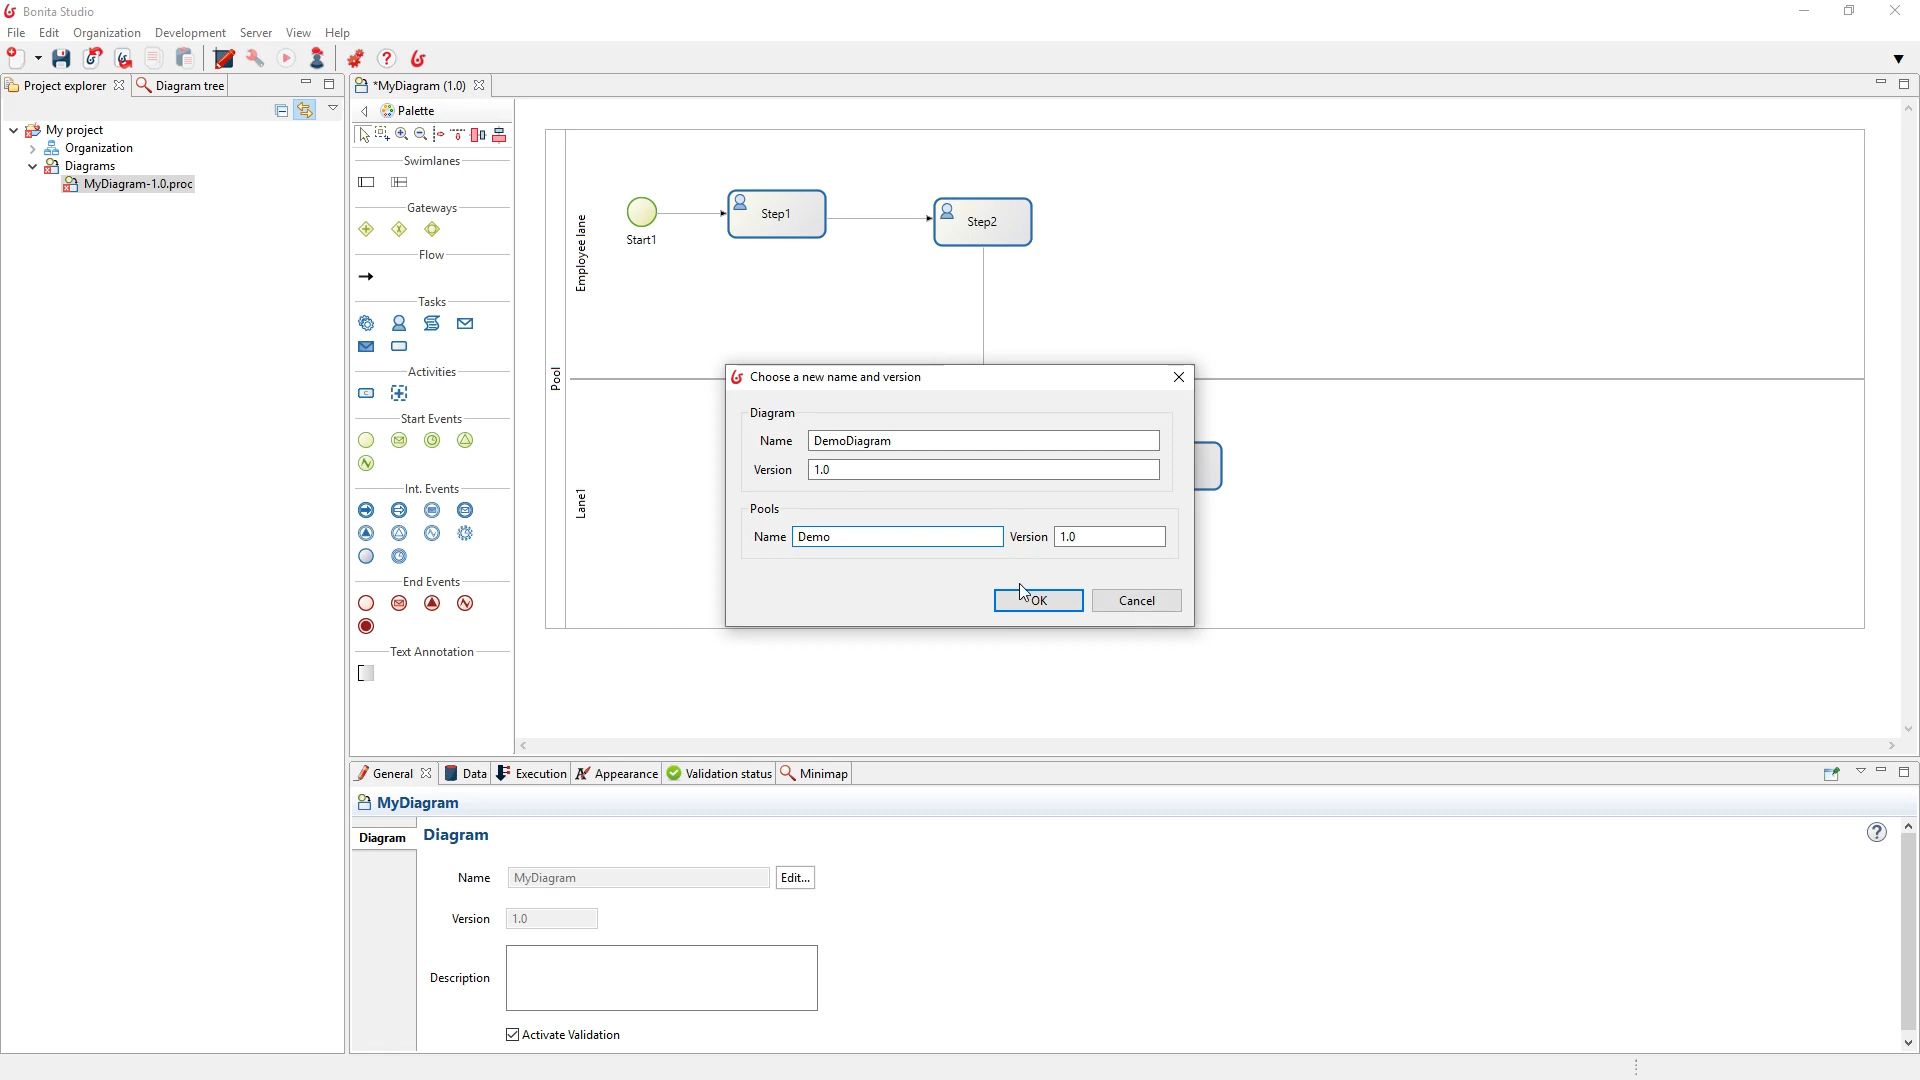 Bonita Studio
File Edit Organization Development Server View Help
Project explorer Diagram tree
*MyDiagram (1.0)
My project
Organization
Diagrams
MyDiagram-1.0.proc
Palette
Swimlanes
Gateways
Flow
Tasks
Activities
Start Events
Int. Events
End Events
Text Annotation
Pool
Employee lane
Lane1
Start1
Step1
Step2
Choose a new name and version
Diagram
Name DemoDiagram
Version 1.0
Pools
Name Demo Version 1.0
OK Cancel
General Data Execution Appearance Validation status Minimap
MyDiagram
Diagram
Diagram
Name MyDiagram Edit...
Version 1.0
Description
Activate Validation